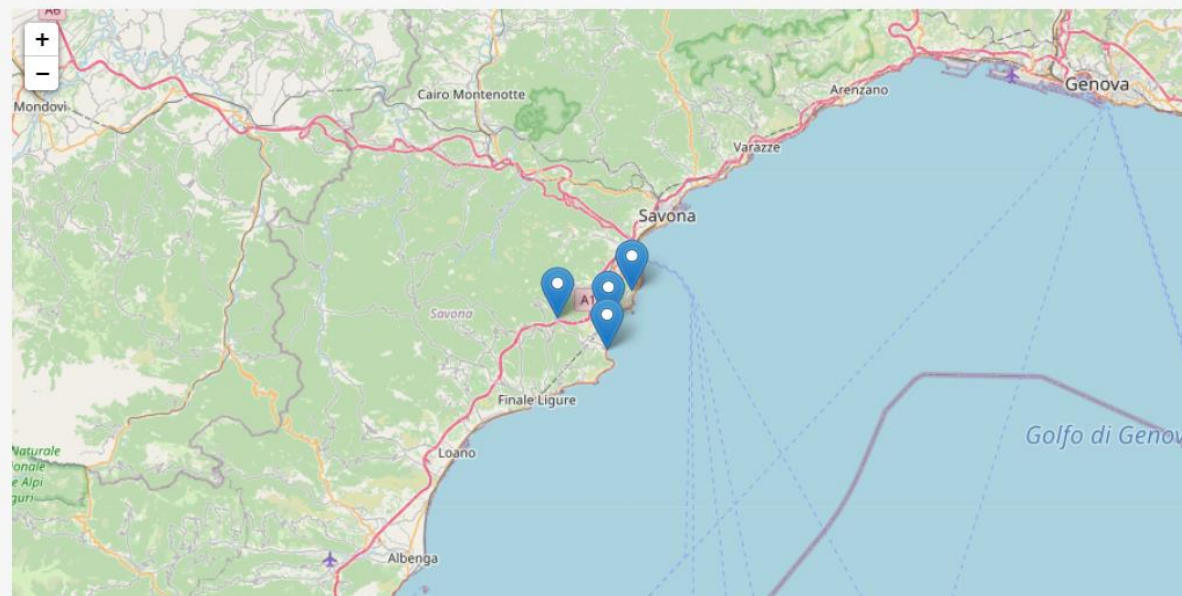 A6
+
−
Mondovì
Cairo Montenotte
Arenzano
Genova
Varazze
Savona
Savona
A1
Finale Ligure
Golfo di Genov
Loano
Naturale
ionale
e Alpi
guri
Albenga